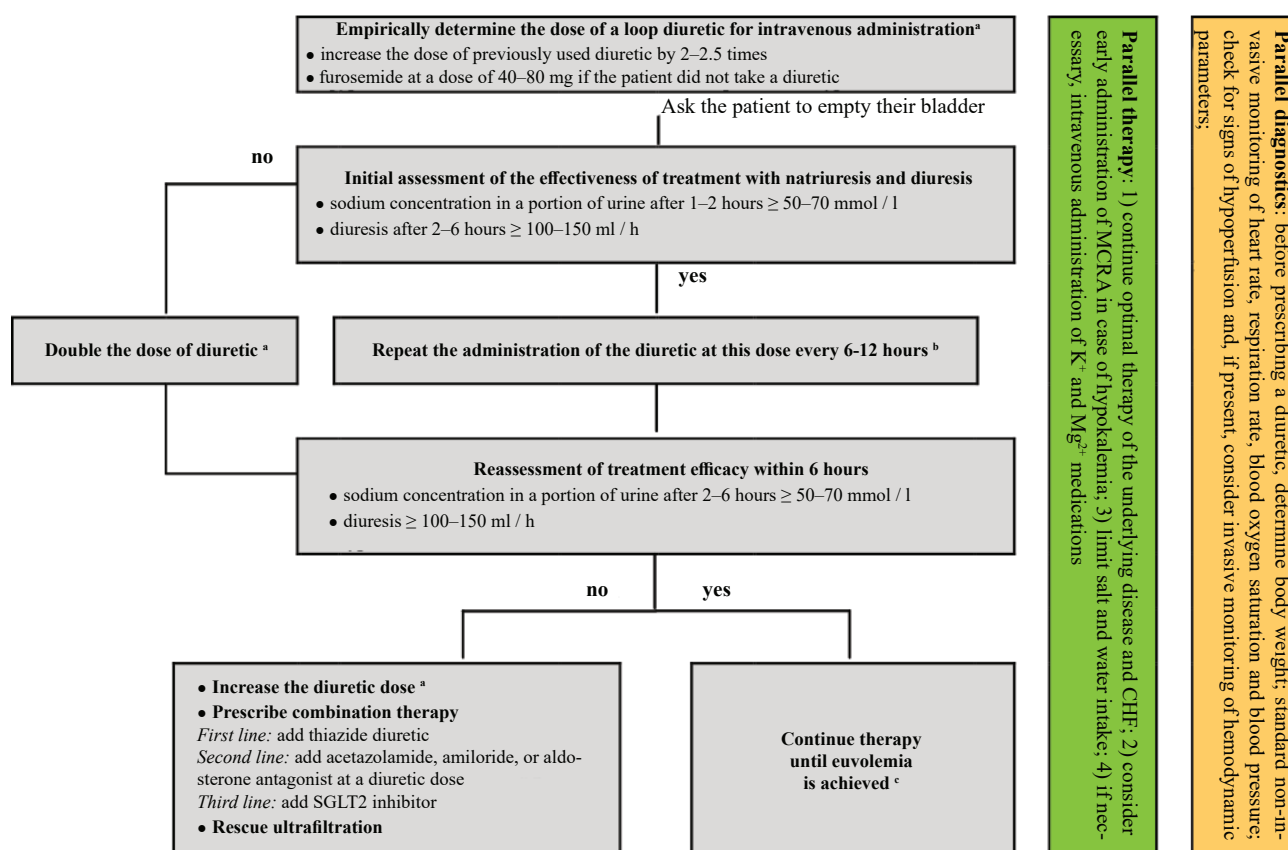 Empirically determine the dose of a loop diuretic for intravenous administrationᵃ
• increase the dose of previously used diuretic by 2–2.5 times
• furosemide at a dose of 40–80 mg if the patient did not take a diuretic
Ask the patient to empty their bladder
no
Initial assessment of the effectiveness of treatment with natriuresis and diuresis
• sodium concentration in a portion of urine after 1–2 hours ≥ 50–70 mmol / l
• diuresis after 2–6 hours ≥ 100–150 ml / h
yes
Double the dose of diuretic ᵃ
Repeat the administration of the diuretic at this dose every 6-12 hours ᵇ
Reassessment of treatment efficacy within 6 hours
• sodium concentration in a portion of urine after 2–6 hours ≥ 50–70 mmol / l
• diuresis ≥ 100–150 ml / h
no
yes
• Increase the diuretic dose ᵃ
• Prescribe combination therapy
First line: add thiazide diuretic
Second line: add acetazolamide, amiloride, or aldo-
sterone antagonist at a diuretic dose
Third line: add SGLT2 inhibitor
• Rescue ultrafiltration
Continue therapy
until euvolemia
is achieved ᶜ
Parallel therapy: 1) continue optimal therapy of the underlying disease and CHF; 2) consider
early administration of MCRA in case of hypokalemia; 3) limit salt and water intake; 4) if nec-
essary, intravenous administration of K⁺ and Mg²⁺ medications
Parallel diagnostics: before prescribing a diuretic, determine body weight; standard non-in-
vasive monitoring of heart rate, respiration rate, blood oxygen saturation and blood pressure;
check for signs of hypoperfusion and, if present, consider invasive monitoring of hemodynamic
parameters;